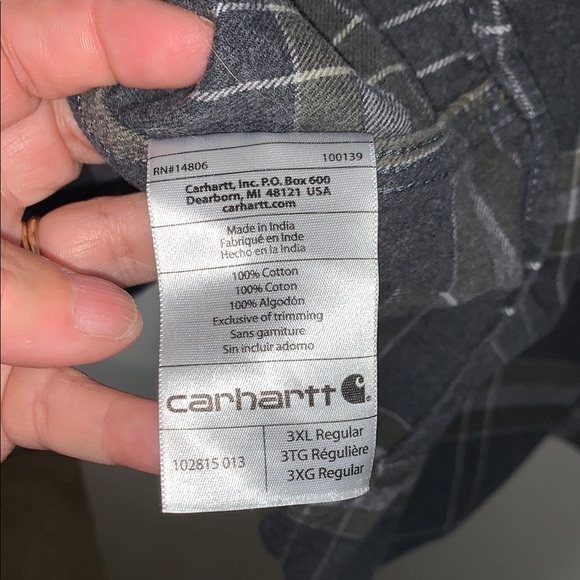 RN#14806 100139
Carhartt, Inc. P.O. Box 600
Dearborn, MI 48121 USA
carhartt.com
Made in India
Fabriqué en Inde
Hecho en la India
100% Cotton
100% Coton
100% Algodón
Exclusive of trimming
Sans garniture
Sin incluir adorno
carhartt
102815 013
3XL Regular
3TG Régulière
3XG Regular